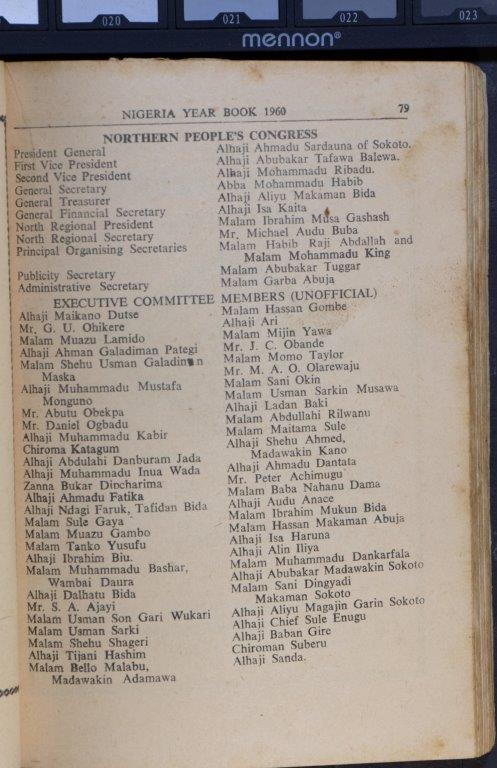 020
021
022
023
mennon®
NIGERIA YEAR BOOK 1960
79
NORTHERN PEOPLE'S CONGRESS
President General Alhaji Ahmadu Sardauna of Sokoto.
First Vice President Alhaji Abubakar Tafawa Balewa.
Second Vice President Alhaji Mohammadu Ribadu.
General Secretary Abba Mohammadu Habib
General Treasurer Alhaji Aliyu Makaman Bida
General Financial Secretary Alhaji Isa Kaita
North Regional President Malam Ibrahim Musa Gashash
North Regional Secretary Mr. Michael Audu Buba
Principal Organising Secretaries Malam Habib Raji Abdallah and
Malam Mohammadu King
Publicity Secretary Malam Abubakar Tuggar
Administrative Secretary Malam Garba Abuja
EXECUTIVE COMMITTEE MEMBERS (UNOFFICIAL)
Alhaji Maikano Dutse
Mr. G. U. Ohikere
Malam Muazu Lamido
Alhaji Ahman Galadiman Pategi
Malam Shehu Usman Galadiman
Maska
Alhaji Muhammadu Mustafa
Monguno
Mr. Abutu Obekpa
Mr. Daniel Ogbadu
Alhaji Muhammadu Kabir
Chiroma Katagum
Alhaji Abdulahi Danburam Jada
Alhaji Muhammadu Inua Wada
Zanna Bukar Dipcharima
Alhaji Ahmadu Fatika
Alhaji Ndagi Faruk, Tafidan Bida
Malam Sule Gaya
Malam Muazu Gambo
Malam Tanko Yusufu
Alhaji Ibrahim Biu.
Malam Muhammadu Bashar,
Wambai Daura
Alhaji Dalhatu Bida
Mr. S. A. Ajayi
Malam Usman Son Gari Wukari
Malam Usman Sarki
Malam Shehu Shageri
Alhaji Tijani Hashim
Malam Bello Malabu,
Madawakin Adamawa
Malam Hassan Gombe
Alhaji Ari
Malam Mijin Yawa
Mr. J. C. Obande
Malam Momo Taylor
Mr. M. A. O. Olarewaju
Malam Sani Okin
Malam Usman Sarkin Musawa
Alhaji Ladan Baki
Malam Abdullahi Rilwanu
Malam Maitama Sule
Alhaji Shehu Ahmed,
Madawakin Kano
Alhaji Ahmadu Dantata
Mr. Peter Achimugu
Malam Baba Nahanu Dama
Alhaji Audu Anace
Malam Ibrahim Mukun Bida
Malam Hassan Makaman Abuja
Alhaji Isa Haruna
Alhaji Alin Iliya
Malam Muhammadu Dankarfala
Alhaji Abubakar Madawakin Sokoto
Malam Sani Dingyadi
Makaman Sokoto
Alhaji Aliyu Magajin Garin Sokoto
Alhaji Chief Sule Enugu
Alhaji Baban Gire
Chiroman Suberu
Alhaji Sanda.